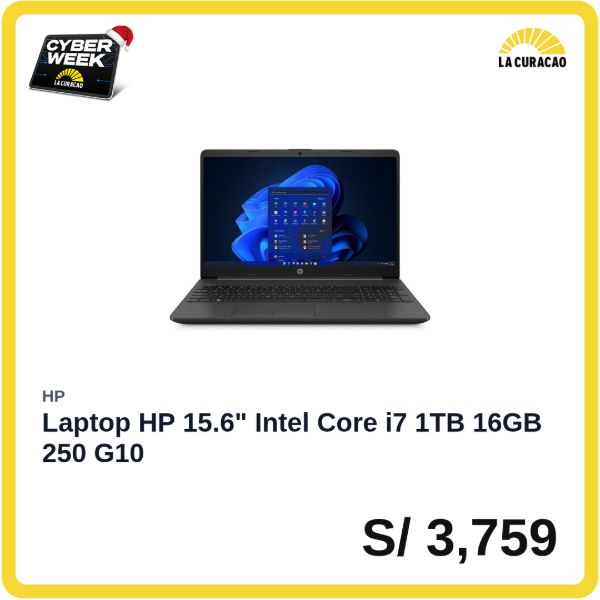 CYBER
WEEK
LA CURACAO
LA CURACAO
HP
Laptop HP 15.6" Intel Core i7 1TB 16GB
250 G10
S/ 3,759